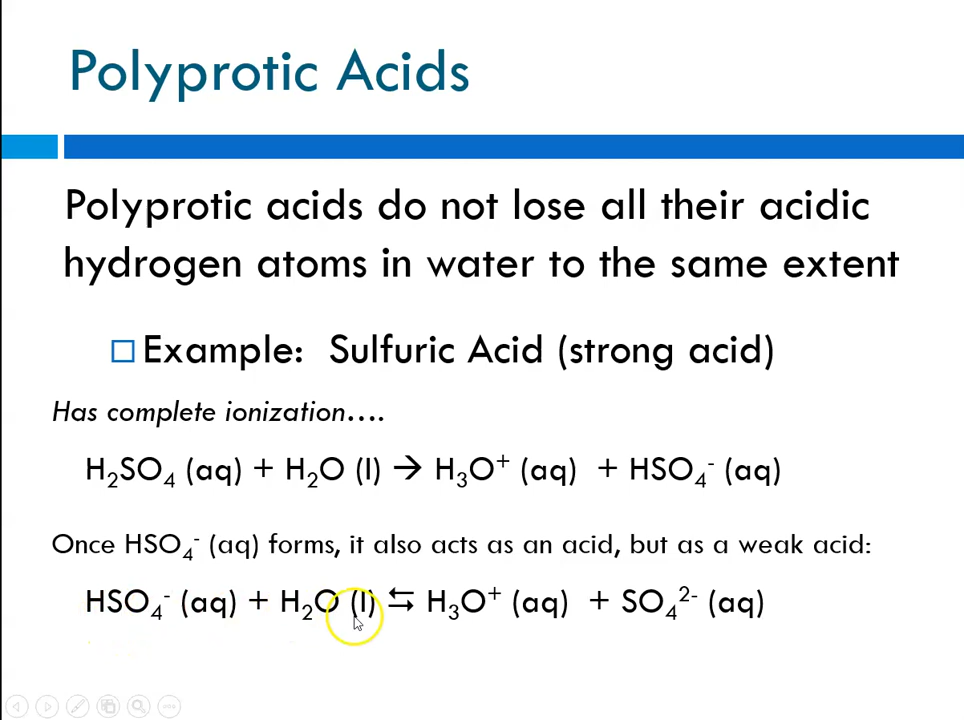 Polyprotic Acids
Polyprotic acids do not lose all their acidic
hydrogen atoms in water to the same extent
Example: Sulfuric Acid (strong acid)
Has complete ionization....
H₂SO₄ (aq) + H₂O (l) → H₃O⁺ (aq) + HSO₄⁻ (aq)
Once HSO₄⁻ (aq) forms, it also acts as an acid, but as a weak acid:
HSO₄⁻ (aq) + H₂O (l) ⇆ H₃O⁺ (aq) + SO₄²⁻ (aq)